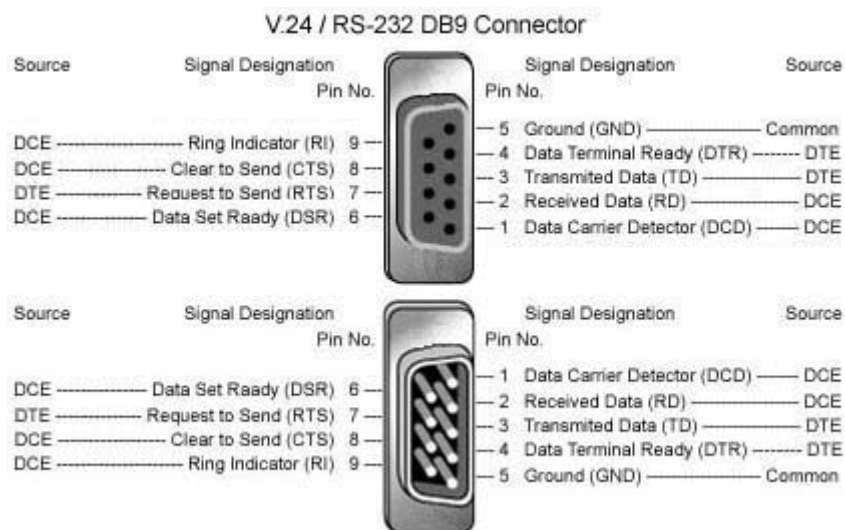 V.24 / RS-232 DB9 Connector
Source Signal Designation Signal Designation Source
Pin No. Pin No.
5 Ground (GND) Common
DCE Ring Indicator (RI) 9 4 Data Terminal Ready (DTR) DTE
DCE Clear to Send (CTS) 8 3 Transmited Data (TD) DTE
DTE Request to Send (RTS) 7 2 Received Data (RD) DCE
DCE Data Set Raady (DSR) 6 1 Data Carrier Detector (DCD) DCE
Source Signal Designation Signal Designation Source
Pin No. Pin No.
1 Data Carrier Detector (DCD) DCE
DCE Data Set Raady (DSR) 6 2 Received Data (RD) DCE
DTE Request to Send (RTS) 7 3 Transmited Data (TD) DTE
DCE Clear to Send (CTS) 8 4 Data Terminal Ready (DTR) DTE
DCE Ring Indicator (RI) 9 5 Ground (GND) Common